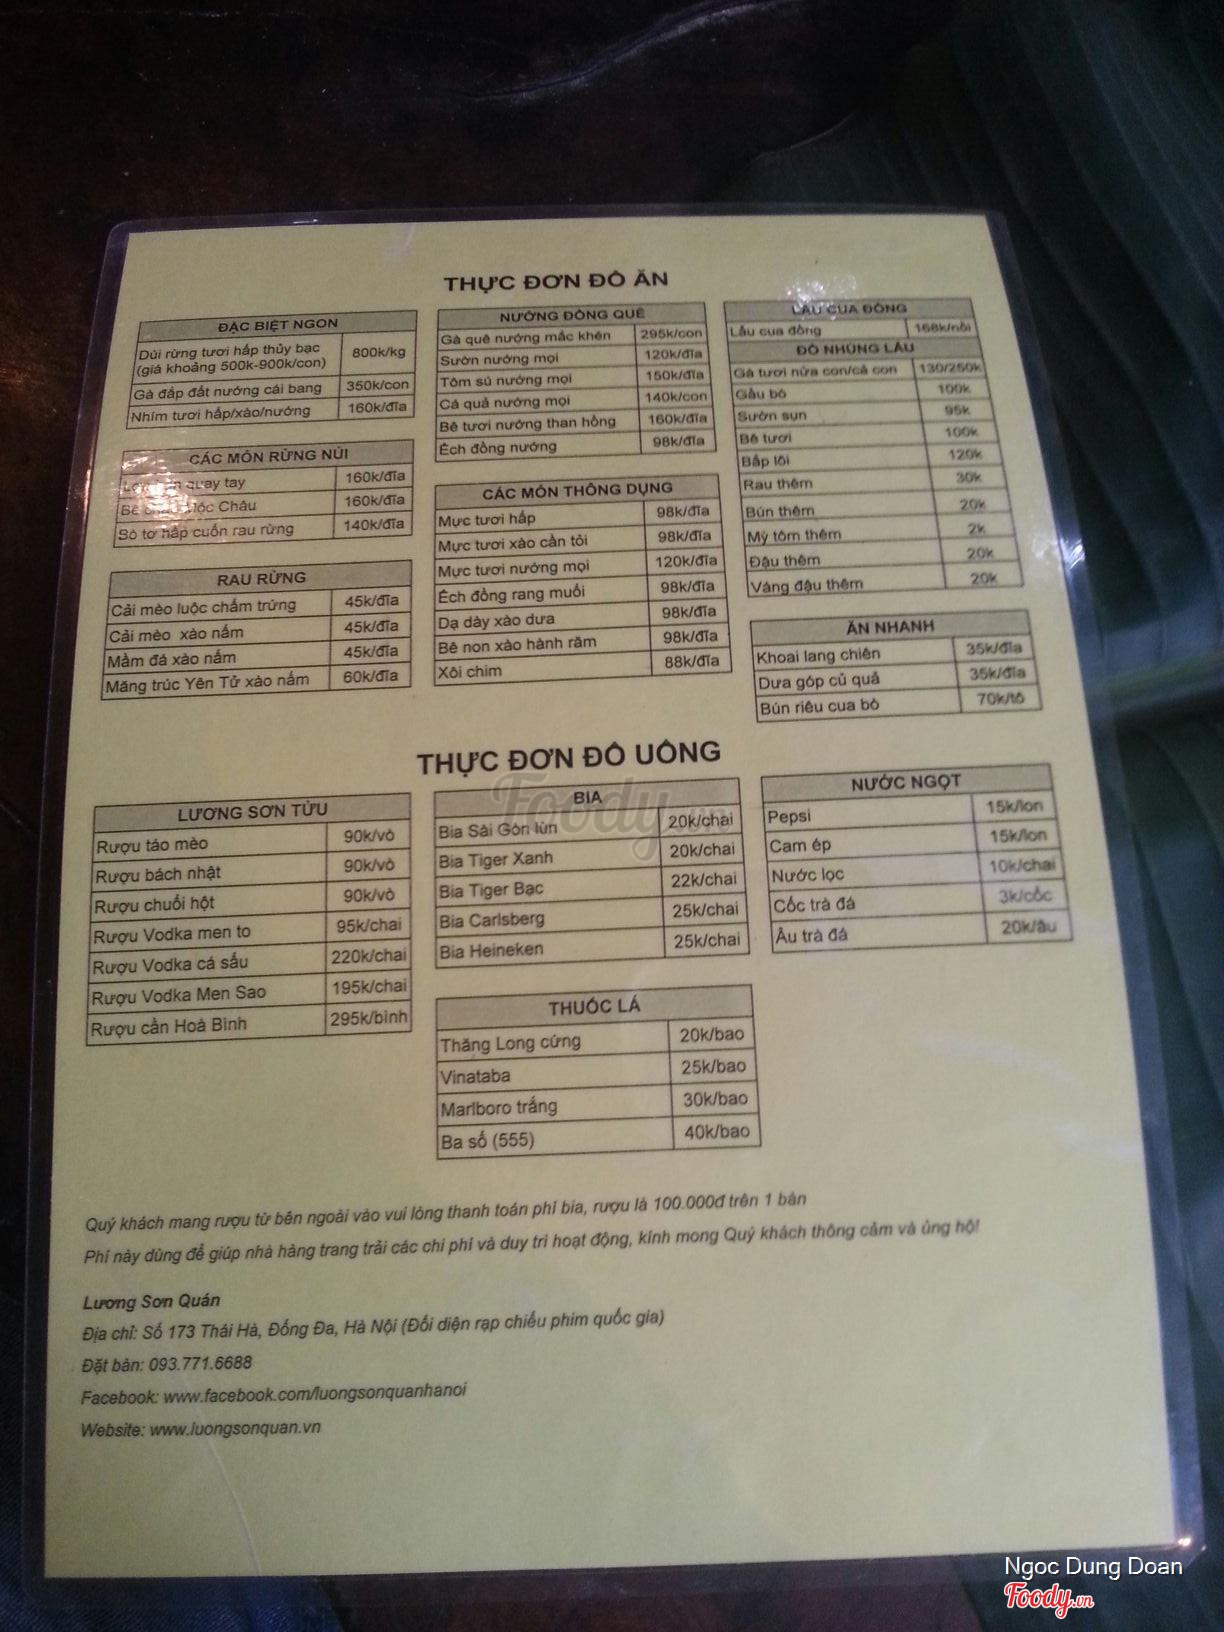 THỰC ĐƠN ĐỒ ĂN
ĐẶC BIỆT NGON
Dúi rừng tươi hấp thủy bạc
(giá khoảng 500k-900k/con) 800k/kg
Gà đắp đất nướng cái bang 350k/con
Nhím tươi hấp/xào/nướng 160k/đĩa
CÁC MÓN RỪNG NÚI
quay tay 160k/đĩa
Bê Mộc Châu 160k/đĩa
Sò tơ hấp cuốn rau rừng 140k/đĩa
RAU RỪNG
Cải mèo luộc chấm trứng 45k/đĩa
Cải mèo xào nấm 45k/đĩa
Mầm đá xào nấm 45k/đĩa
Măng trúc Yên Tử xào nấm 60k/đĩa
NƯỚNG ĐỒNG QUÊ
Gà quê nướng mắc khén 295k/con
Sườn nướng mọi 120k/đĩa
Tôm sú nướng mọi 150k/đĩa
Cá quả nướng mọi 140k/con
Bê tươi nướng than hồng 160k/đĩa
Ếch đồng nướng 98k/đĩa
CÁC MÓN THÔNG DỤNG
Mực tươi hấp 98k/đĩa
Mực tươi xào cần tỏi 98k/đĩa
Mực tươi nướng mọi 120k/đĩa
Ếch đồng rang muối 98k/đĩa
Dạ dày xào dưa 98k/đĩa
Bê non xào hành răm 98k/đĩa
Xôi chim 88k/đĩa
LẨU CUA ĐỒNG
Lẩu cua đồng 168k/nồi
ĐỒ NHÚNG LẨU
Gà tươi nửa con/cả con 130/250k
Gầu bò 100k
Sườn sụn 95k
Bê tươi 100k
Bắp lõi 120k
Rau thêm 30k
Bún thêm 20k
Mỳ tôm thêm 2k
Đậu thêm 20k
Váng đậu thêm 20k
ĂN NHANH
Khoai lang chiên 35k/đĩa
Dưa góp củ quả 35k/đĩa
Bún riêu cua bò 70k/tô
THỰC ĐƠN ĐỒ UỐNG
LƯƠNG SƠN TỬU
Rượu táo mèo 90k/vò
Rượu bách nhật 90k/vò
Rượu chuối hột 90k/vò
Rượu Vodka men to 95k/chai
Rượu Vodka cá sấu 220k/chai
Rượu Vodka Men Sao 195k/chai
Rượu cần Hoà Bình 295k/bình
BIA
Bia Sài Gòn lùn 20k/chai
Bia Tiger Xanh 20k/chai
Bia Tiger Bạc 22k/chai
Bia Carlsberg 25k/chai
Bia Heineken 25k/chai
THUỐC LÁ
Thăng Long cứng 20k/bao
Vinataba 25k/bao
Marlboro trắng 30k/bao
Ba số (555) 40k/bao
NƯỚC NGỌT
Pepsi 15k/lon
Cam ép 15k/lon
Nước lọc 10k/chai
Cốc trà đá 3k/cốc
Âu trà đá 20k/âu
Foody.vn
Quý khách mang rượu từ bên ngoài vào vui lòng thanh toán phí bia, rượu là 100.000đ trên 1 bàn
Phí này dùng để giúp nhà hàng trang trải các chi phí và duy trì hoạt động, kính mong Quý khách thông cảm và ủng hộ!
Lương Sơn Quán
Địa chỉ: Số 173 Thái Hà, Đống Đa, Hà Nội (Đối diện rạp chiếu phim quốc gia)
Đặt bàn: 093.771.6688
Facebook: www.facebook.com/luongsonquanhanoi
Website: www.luongsonquan.vn
Ngoc Dung Doan
Foody.vn